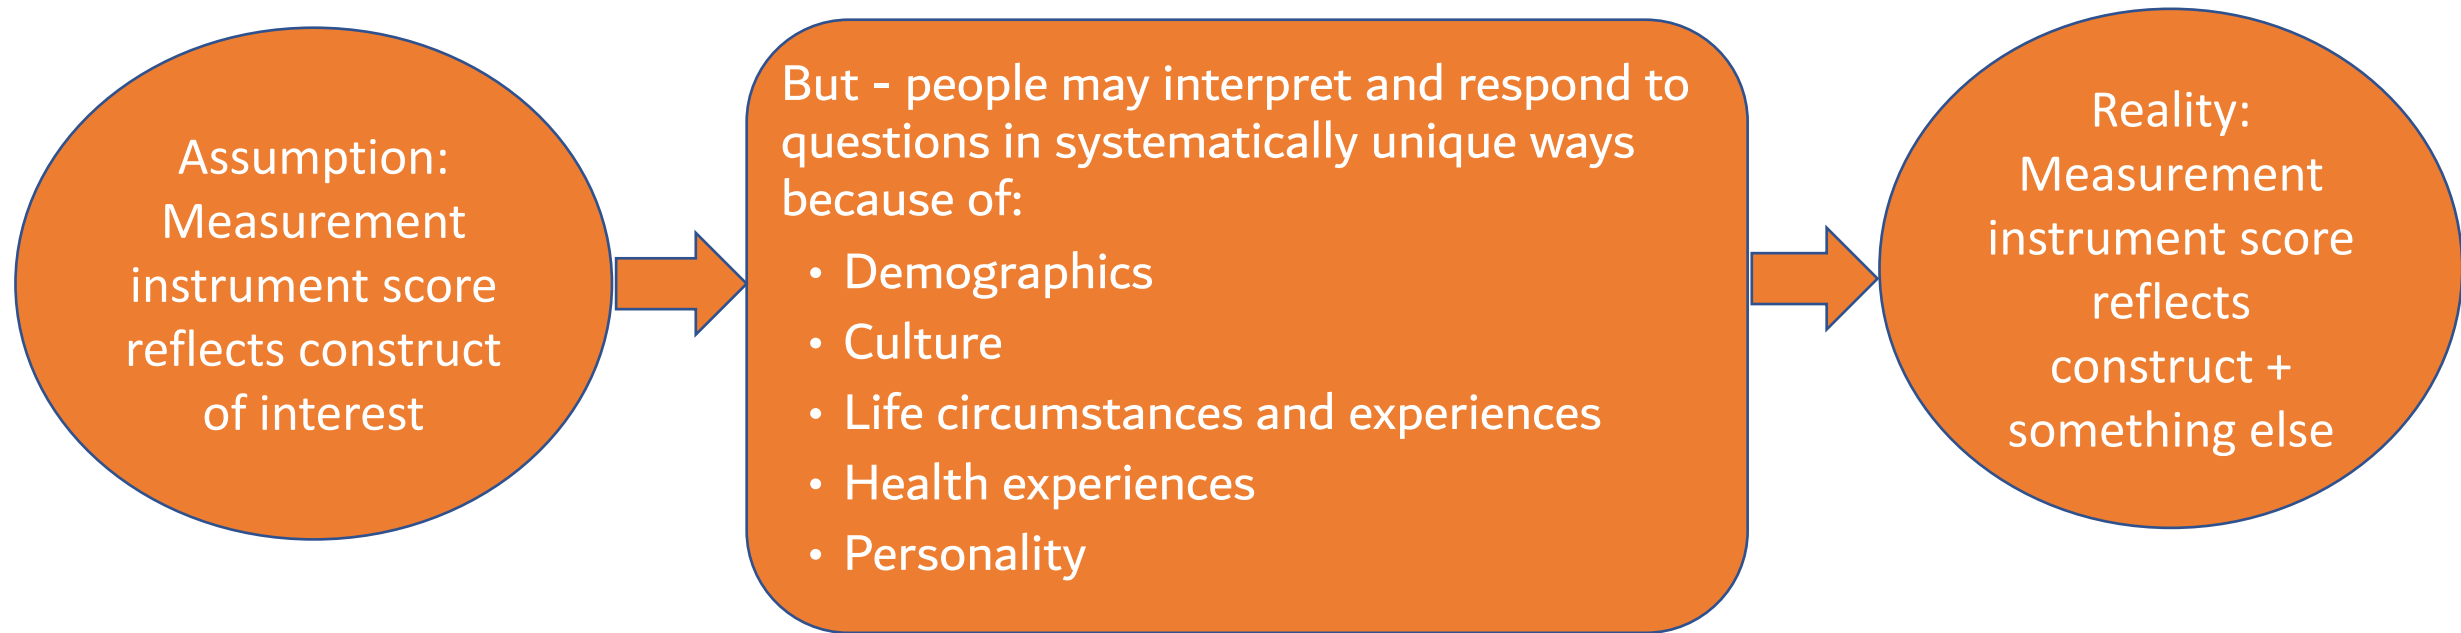 Assumption:
Measurement
instrument score
reflects construct
of interest
But - people may interpret and respond to
questions in systematically unique ways
because of:
• Demographics
• Culture
• Life circumstances and experiences
• Health experiences
• Personality
Reality:
Measurement
instrument score
reflects
construct +
something else